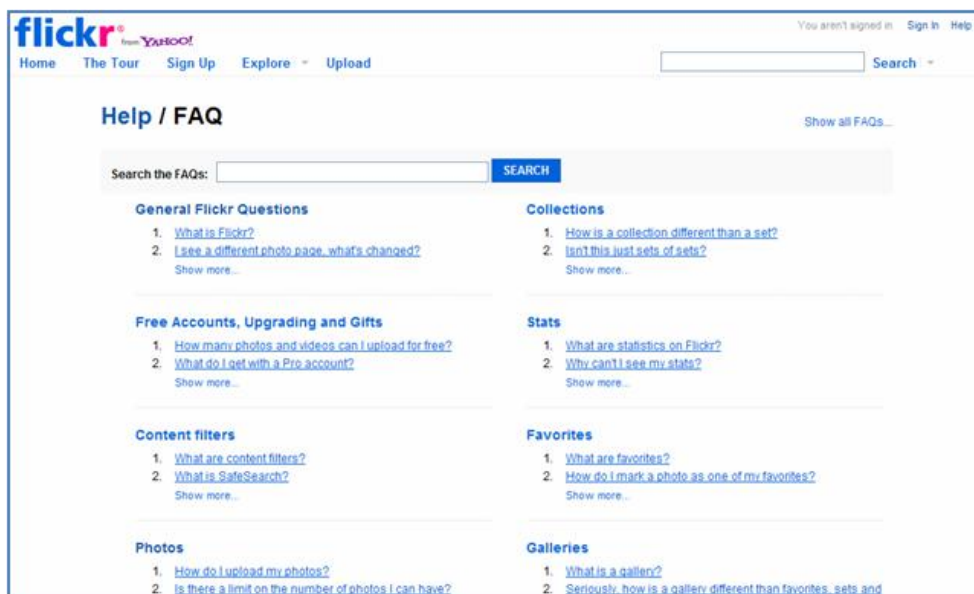 flickr® from YAHOO!
You aren't signed in Sign In Help
Home The Tour Sign Up Explore Upload
Search
Help / FAQ
Show all FAQs...
Search the FAQs: SEARCH
General Flickr Questions
1. What is Flickr?
2. I see a different photo page, what's changed?
Show more...
Collections
1. How is a collection different than a set?
2. Isn't this just sets of sets?
Show more...
Free Accounts, Upgrading and Gifts
1. How many photos and videos can I upload for free?
2. What do I get with a Pro account?
Show more...
Stats
1. What are statistics on Flickr?
2. Why can't I see my stats?
Show more...
Content filters
1. What are content filters?
2. What is SafeSearch?
Show more...
Favorites
1. What are favorites?
2. How do I mark a photo as one of my favorites?
Show more...
Photos
1. How do I upload my photos?
2. Is there a limit on the number of photos I can have?
Galleries
1. What is a gallery?
2. Seriously, how is a gallery different than favorites, sets and